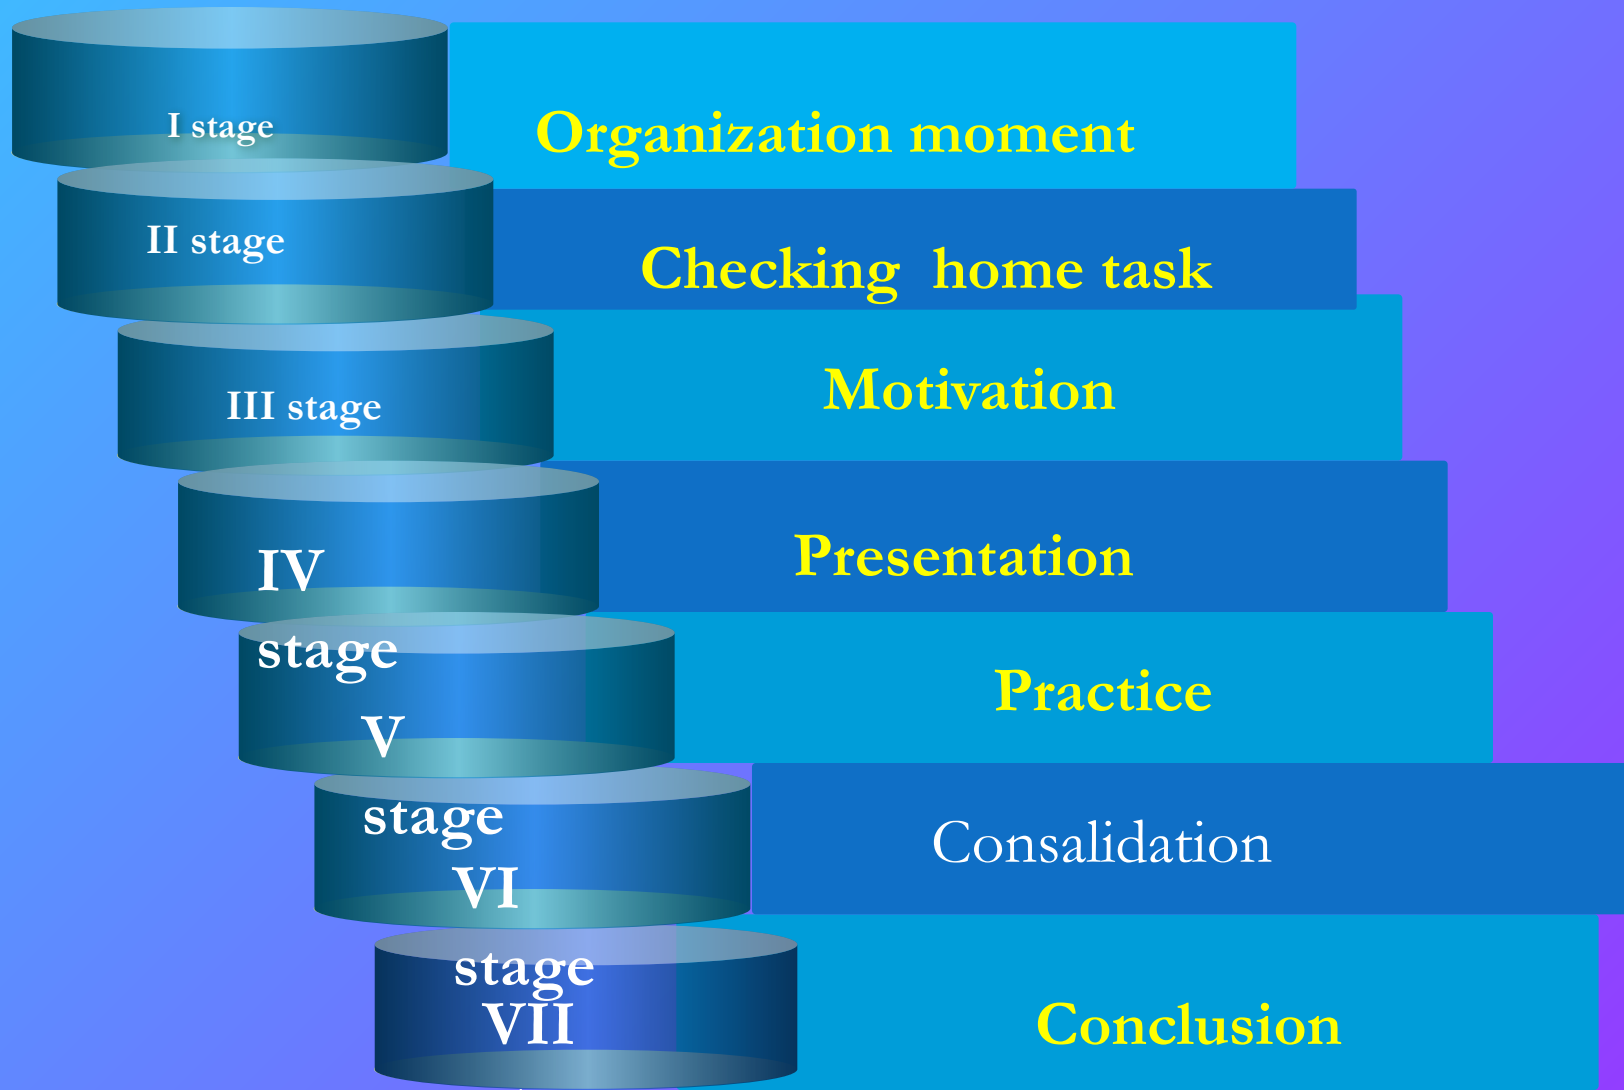 I stage
Organization moment
II stage
Checking  home task
Motivation
III stage
Presentation
IV
stage
Practice
V
stage
Consalidation
VI
stage
VII
Conclusion